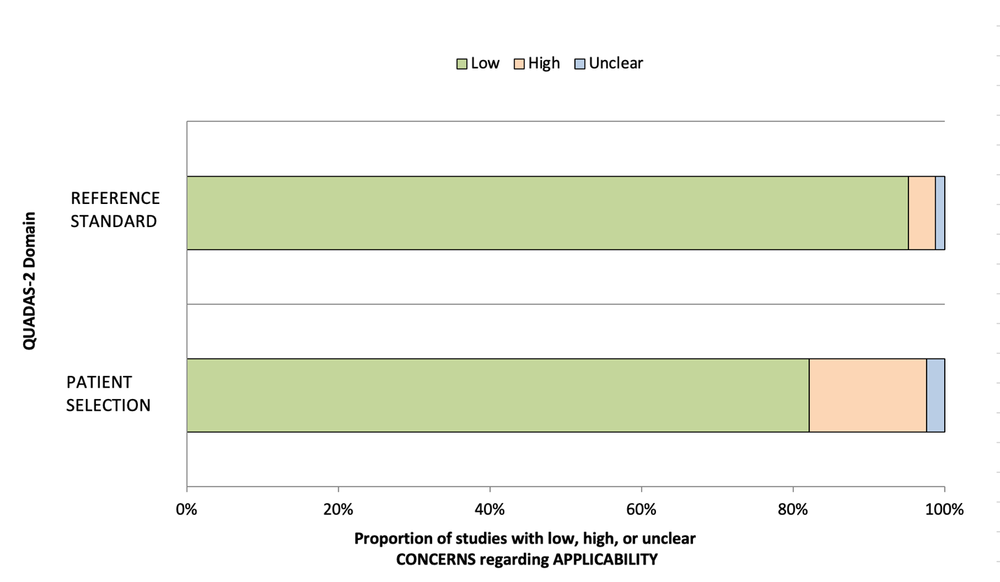 Low High Unclear
QUADAS-2 Domain
REFERENCE
STANDARD
PATIENT
SELECTION
0% 20% 40% 60% 80% 100%
Proportion of studies with low, high, or unclear
CONCERNS regarding APPLICABILITY